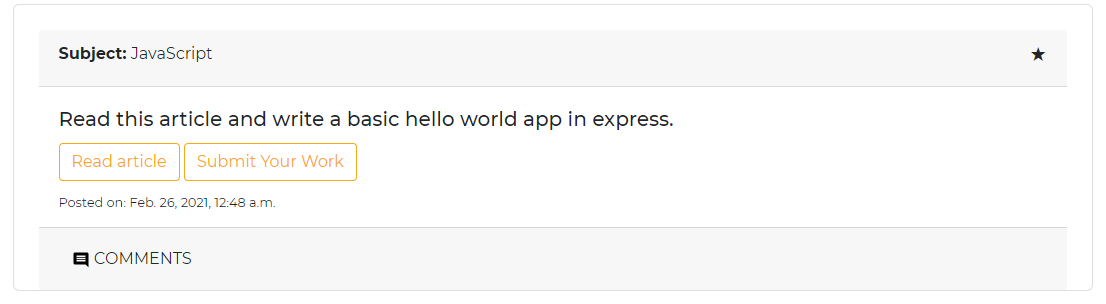 Subject: JavaScript
Read this article and write a basic hello world app in express.
Read article Submit Your Work
Posted on: Feb. 26, 2021, 12:48 a.m.
COMMENTS